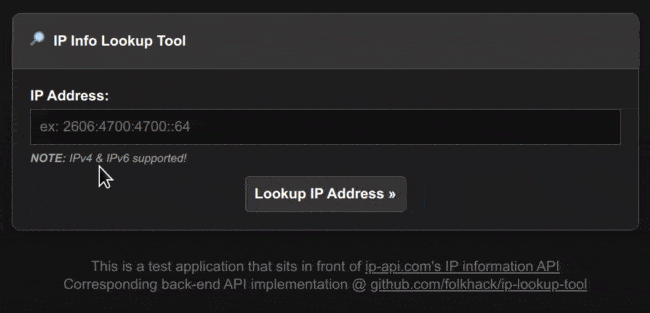 IP Info Lookup Tool
IP Address:
ex: 2606:4700:4700::64
NOTE: IPv4 & IPv6 supported!
Lookup IP Address »
This is a test application that sits in front of ip-api.com's IP information API
Corresponding back-end API implementation @ github.com/folkhack/ip-lookup-tool